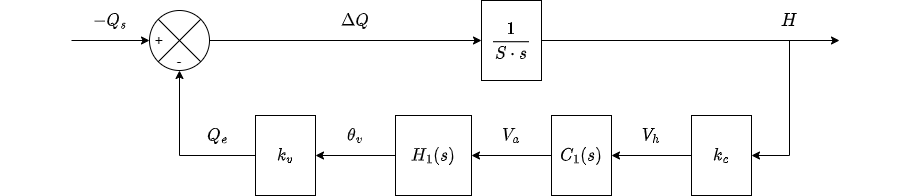 −Q_s
ΔQ
H
+
-
1
S · s
Q_e
k_v
θ_v
H_1(s)
V_a
C_1(s)
V_h
k_c